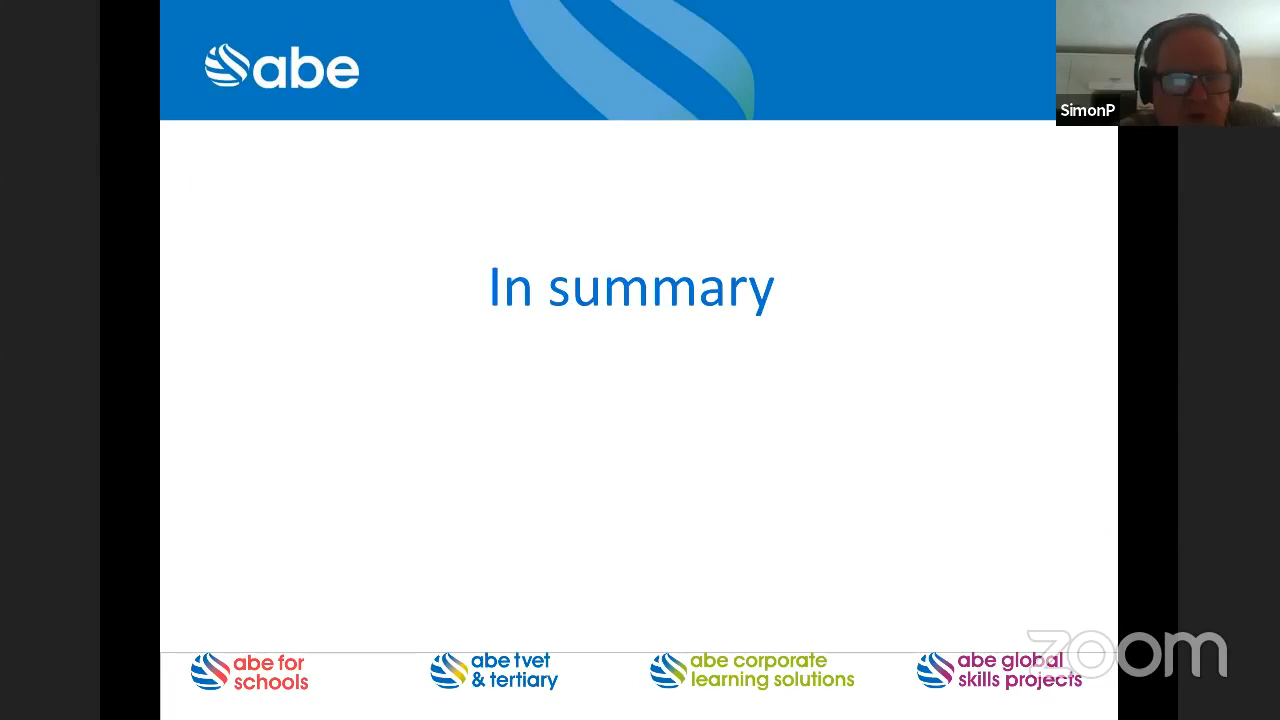 abe
SimonP
In summary
abe for
schools
abe tvet
& tertiary
abe corporate
learning solutions
abe global
skills projects
zoom